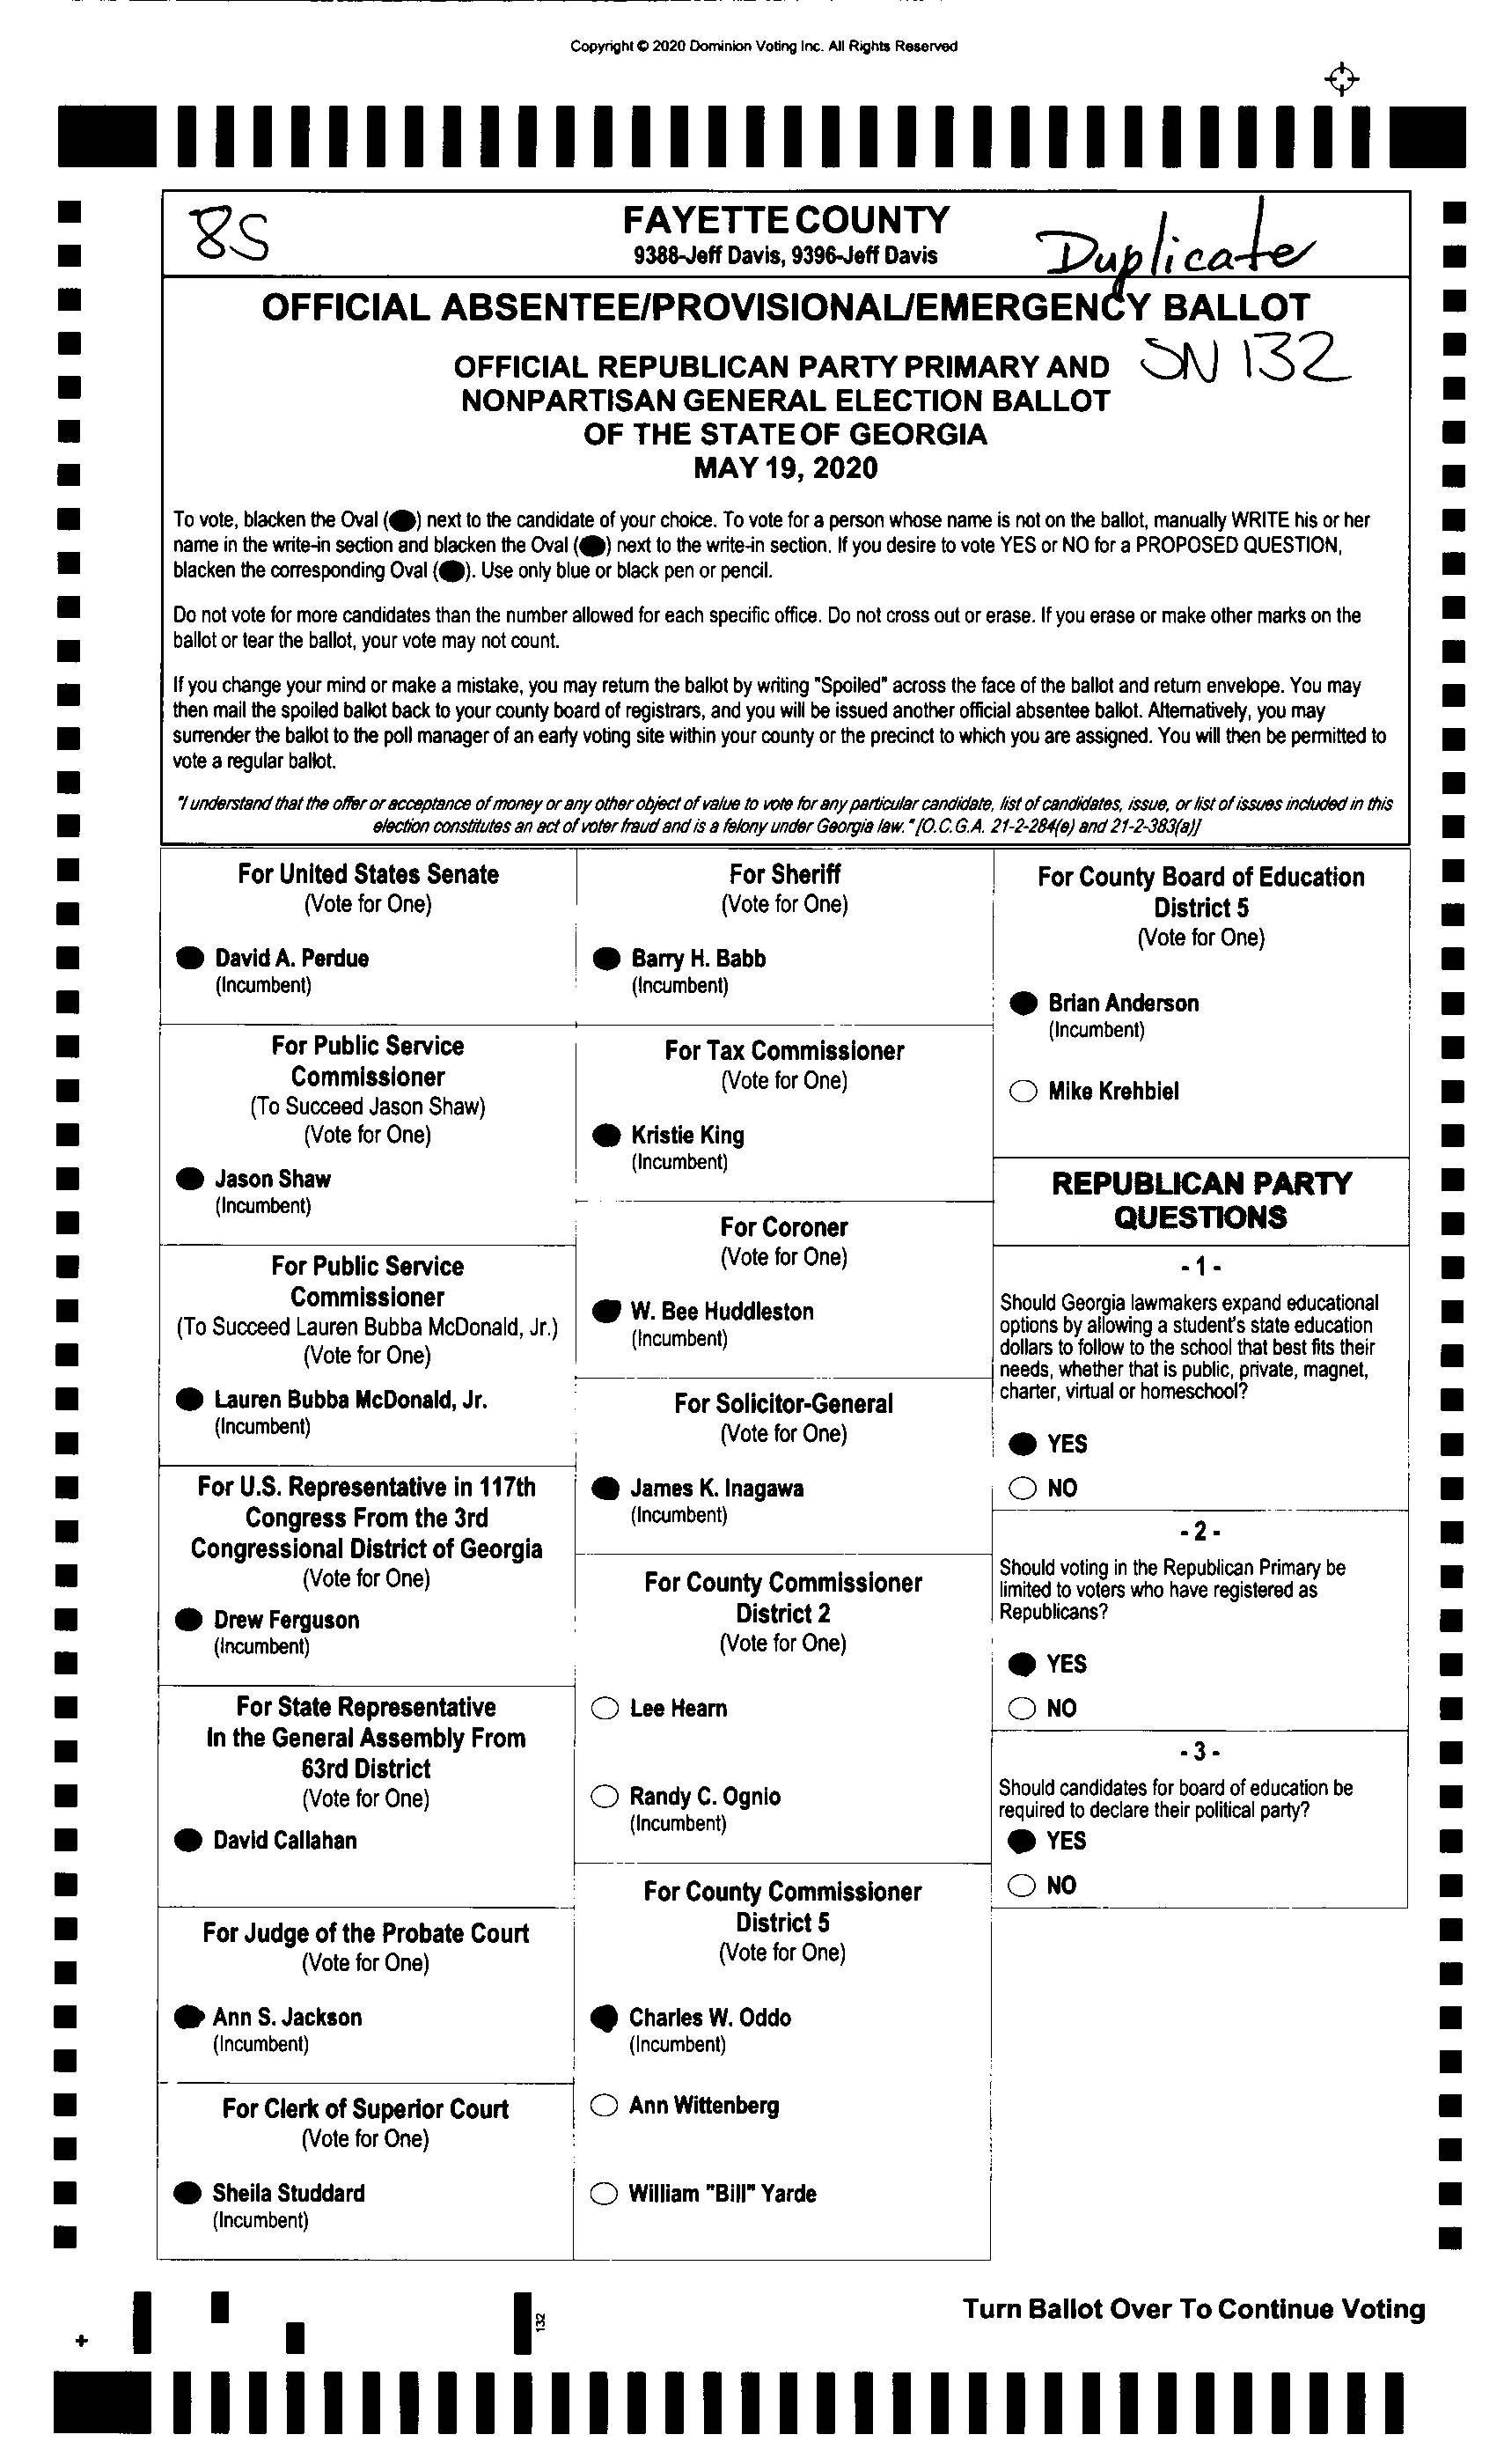 Copyright © 2020 Dominion Voting Inc. All Rights Reserved
8S
FAYETTE COUNTY
9388-Jeff Davis, 9396-Jeff Davis
Duplicate
OFFICIAL ABSENTEE/PROVISIONAL/EMERGENCY BALLOT
OFFICIAL REPUBLICAN PARTY PRIMARY AND
SN 132
NONPARTISAN GENERAL ELECTION BALLOT
OF THE STATE OF GEORGIA
MAY 19, 2020
To vote, blacken the Oval (●) next to the candidate of your choice. To vote for a person whose name is not on the ballot, manually WRITE his or her
name in the write-in section and blacken the Oval (●) next to the write-in section. If you desire to vote YES or NO for a PROPOSED QUESTION,
blacken the corresponding Oval (●). Use only blue or black pen or pencil.
Do not vote for more candidates than the number allowed for each specific office. Do not cross out or erase. If you erase or make other marks on the
ballot or tear the ballot, your vote may not count.
If you change your mind or make a mistake, you may return the ballot by writing "Spoiled" across the face of the ballot and return envelope. You may
then mail the spoiled ballot back to your county board of registrars, and you will be issued another official absentee ballot. Alternatively, you may
surrender the ballot to the poll manager of an early voting site within your county or the precinct to which you are assigned. You will then be permitted to
vote a regular ballot.
"I understand that the offer or acceptance of money or any other object of value to vote for any particular candidate, list of candidates, issue, or list of issues included in this
election constitutes an act of voter fraud and is a felony under Georgia law." [O.C.G.A. 21-2-284(e) and 21-2-383(a)]
For United States Senate
(Vote for One)
David A. Perdue
(Incumbent)
For Public Service
Commissioner
(To Succeed Jason Shaw)
(Vote for One)
Jason Shaw
(Incumbent)
For Public Service
Commissioner
(To Succeed Lauren Bubba McDonald, Jr.)
(Vote for One)
Lauren Bubba McDonald, Jr.
(Incumbent)
For U.S. Representative in 117th
Congress From the 3rd
Congressional District of Georgia
(Vote for One)
Drew Ferguson
(Incumbent)
For State Representative
In the General Assembly From
63rd District
(Vote for One)
David Callahan
For Judge of the Probate Court
(Vote for One)
Ann S. Jackson
(Incumbent)
For Clerk of Superior Court
(Vote for One)
Sheila Studdard
(Incumbent)
For Sheriff
(Vote for One)
Barry H. Babb
(Incumbent)
For Tax Commissioner
(Vote for One)
Kristie King
(Incumbent)
For Coroner
(Vote for One)
W. Bee Huddleston
(Incumbent)
For Solicitor-General
(Vote for One)
James K. Inagawa
(Incumbent)
For County Commissioner
District 2
(Vote for One)
Lee Hearn
Randy C. Ognio
(Incumbent)
For County Commissioner
District 5
(Vote for One)
Charles W. Oddo
(Incumbent)
Ann Wittenberg
William "Bill" Yarde
For County Board of Education
District 5
(Vote for One)
Brian Anderson
(Incumbent)
Mike Krehbiel
REPUBLICAN PARTY
QUESTIONS
- 1 -
Should Georgia lawmakers expand educational
options by allowing a student's state education
dollars to follow to the school that best fits their
needs, whether that is public, private, magnet,
charter, virtual or homeschool?
YES
NO
- 2 -
Should voting in the Republican Primary be
limited to voters who have registered as
Republicans?
YES
NO
- 3 -
Should candidates for board of education be
required to declare their political party?
YES
NO
132
Turn Ballot Over To Continue Voting